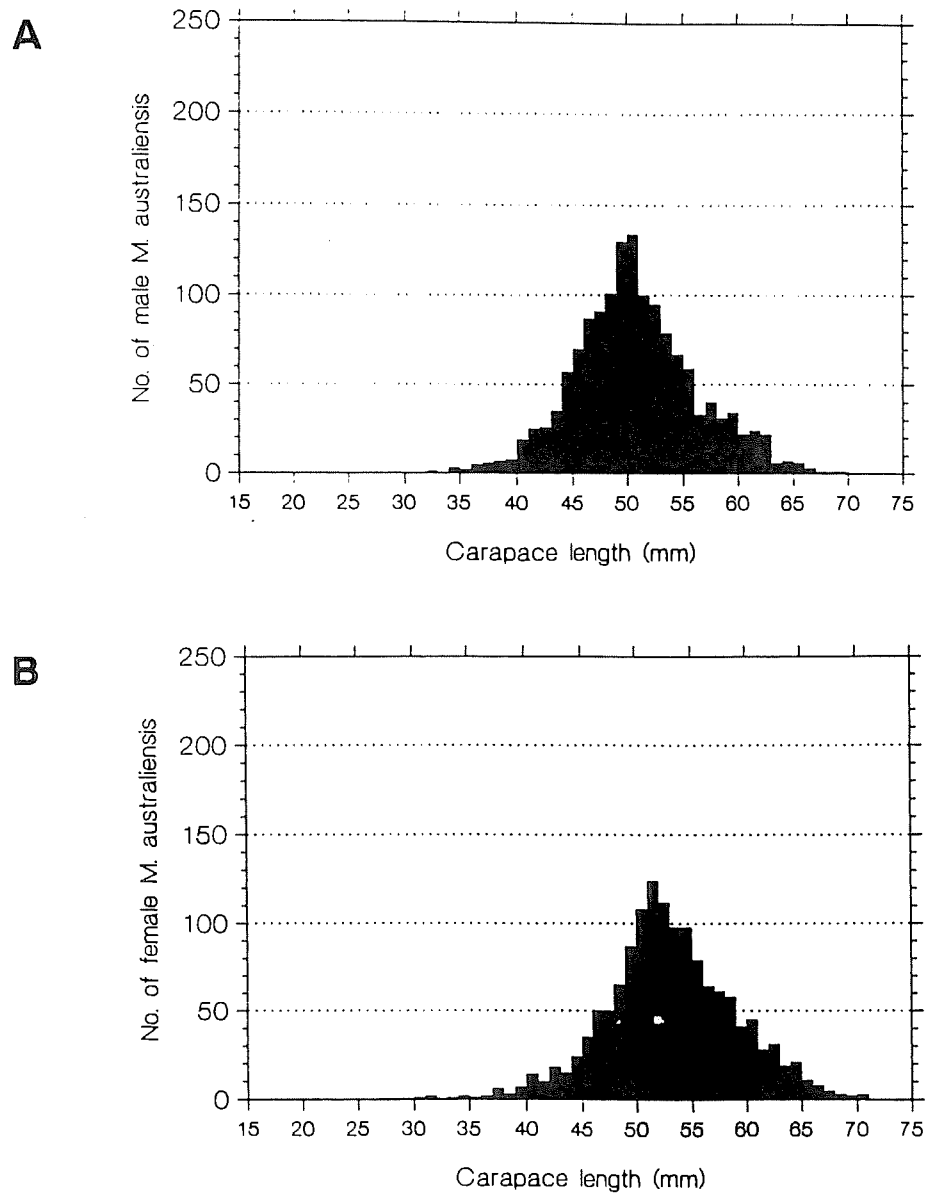 A
250
200
150
100
50
0
No. of male M. australiensis
15 20 25 30 35 40 45 50 55 60 65 70 75
Carapace length (mm)
B
250
200
150
100
50
0
No. of female M. australiensis
15 20 25 30 35 40 45 50 55 60 65 70 75
Carapace length (mm)